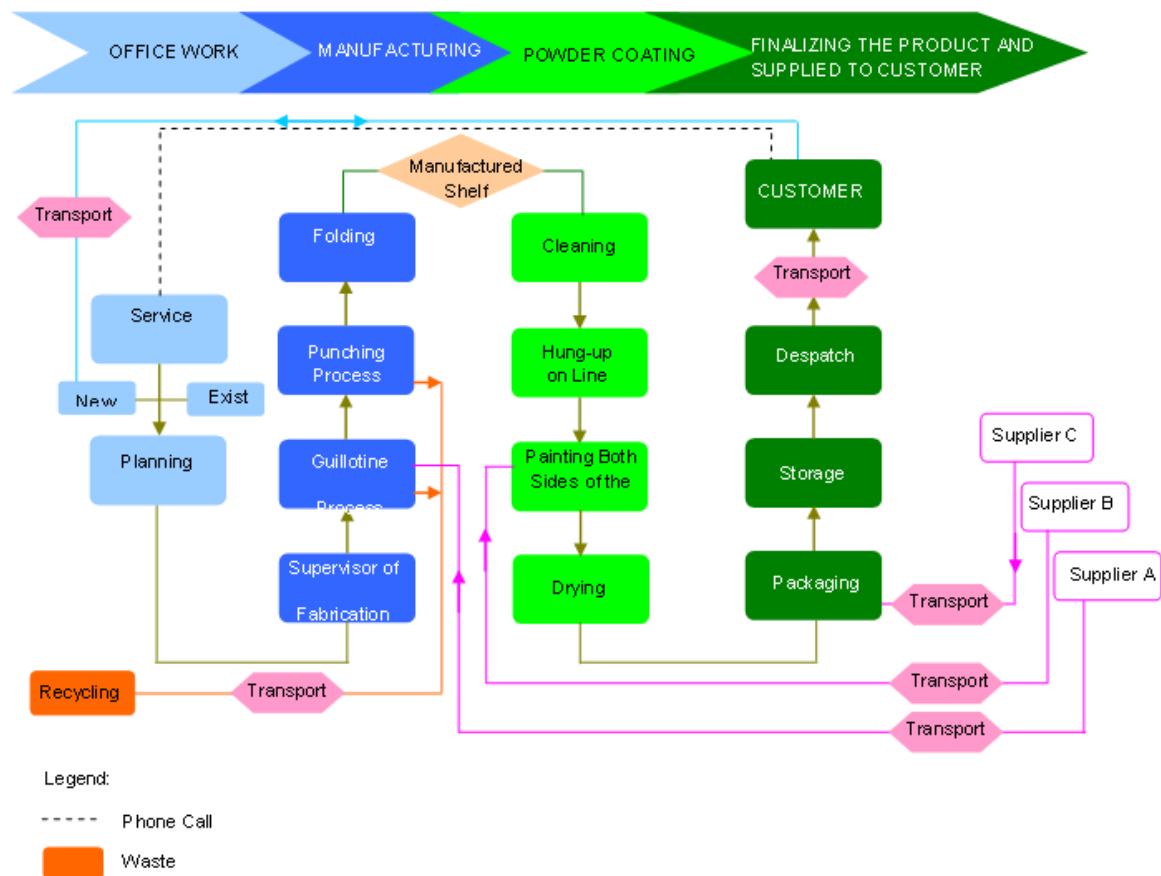 OFFICE WORK
MANUFACTURING
POWDER COATING
FINALIZING THE PRODUCT AND
SUPPLIED TO CUSTOMER
Manufactured
Shelf
CUSTOMER
Transport
Folding
Cleaning
Transport
Service
Punching
Process
Hung-up
on Line
Despatch
New
Exist
Planning
Guillotine
Process
Painting Both
Sides of the
Storage
Supplier C
Supplier B
Supplier A
Supervisor of
Fabrication
Drying
Packaging
Transport
Recycling
Transport
Transport
Transport
Legend:
Phone Call
Waste